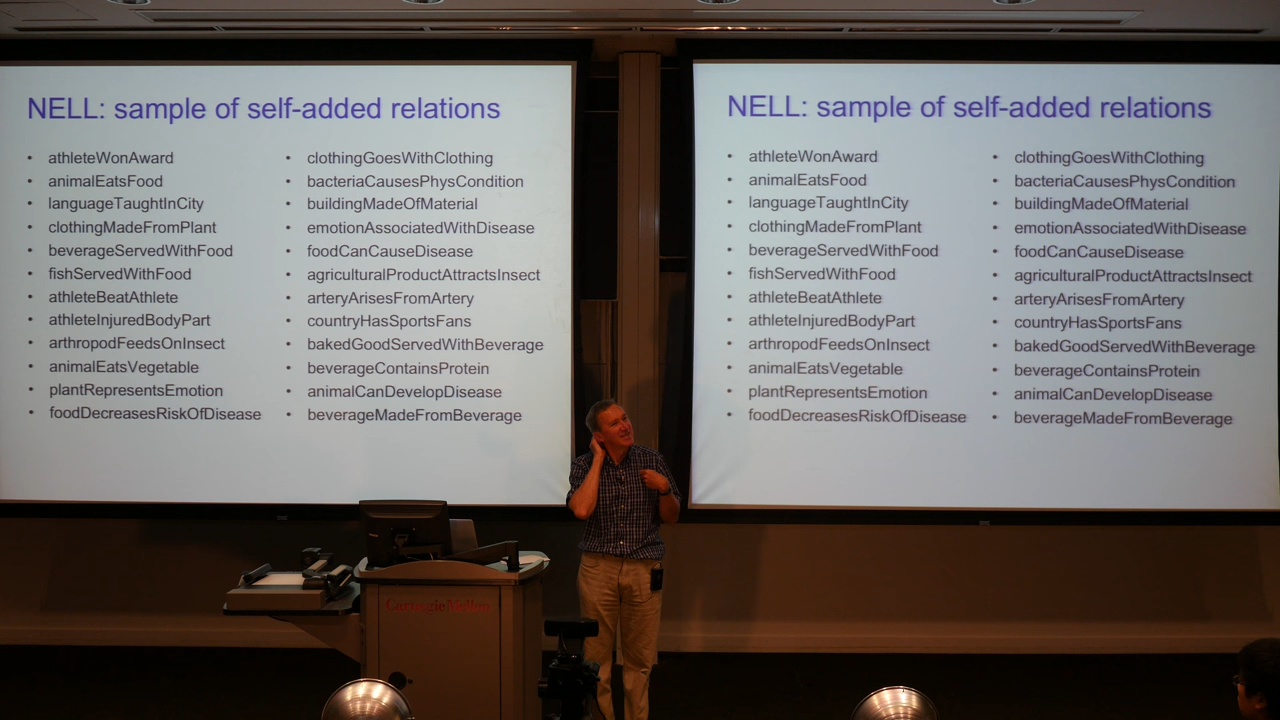 NELL: sample of self-added relations
• athleteWonAward
• animalEatsFood
• languageTaughtInCity
• clothingMadeFromPlant
• beverageServedWithFood
• fishServedWithFood
• athleteBeatAthlete
• athleteInjuredBodyPart
• arthropodFeedsOnInsect
• animalEatsVegetable
• plantRepresentsEmotion
• foodDecreasesRiskOfDisease
• clothingGoesWithClothing
• bacteriaCausesPhysCondition
• buildingMadeOfMaterial
• emotionAssociatedWithDisease
• foodCanCauseDisease
• agriculturalProductAttractsInsect
• arteryArisesFromArtery
• countryHasSportsFans
• bakedGoodServedWithBeverage
• beverageContainsProtein
• animalCanDevelopDisease
• beverageMadeFromBeverage
NELL: sample of self-added relations
• athleteWonAward
• animalEatsFood
• languageTaughtInCity
• clothingMadeFromPlant
• beverageServedWithFood
• fishServedWithFood
• athleteBeatAthlete
• athleteInjuredBodyPart
• arthropodFeedsOnInsect
• animalEatsVegetable
• plantRepresentsEmotion
• foodDecreasesRiskOfDisease
• clothingGoesWithClothing
• bacteriaCausesPhysCondition
• buildingMadeOfMaterial
• emotionAssociatedWithDisease
• foodCanCauseDisease
• agriculturalProductAttractsInsect
• arteryArisesFromArtery
• countryHasSportsFans
• bakedGoodServedWithBeverage
• beverageContainsProtein
• animalCanDevelopDisease
• beverageMadeFromBeverage
Carnegie Mellon